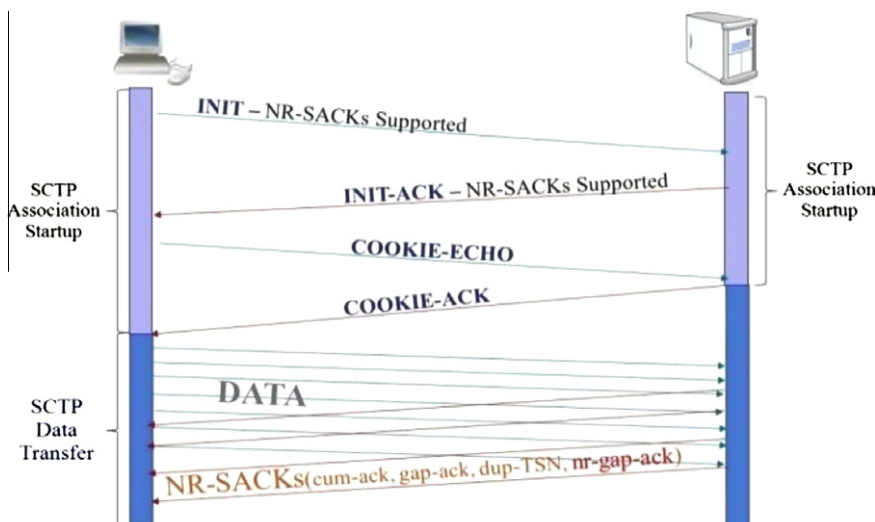 INIT – NR-SACKs Supported
SCTP
Association
Startup
INIT-ACK – NR-SACKs Supported
SCTP
Association
Startup
COOKIE-ECHO
COOKIE-ACK
DATA
SCTP
Data
Transfer
NR-SACKs(cum-ack, gap-ack, dup-TSN, nr-gap-ack)